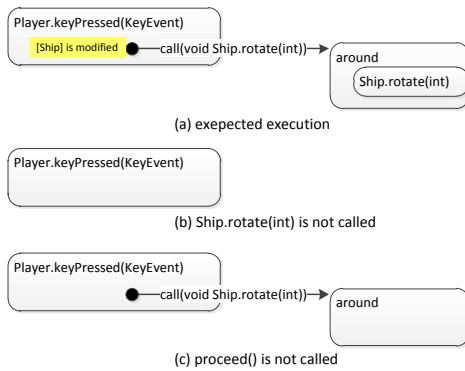 Player.keyPressed(KeyEvent)
[Ship] is modified
call(void Ship.rotate(int))
around
Ship.rotate(int)
(a) exepected execution
Player.keyPressed(KeyEvent)
(b) Ship.rotate(int) is not called
Player.keyPressed(KeyEvent)
call(void Ship.rotate(int))
around
(c) proceed() is not called